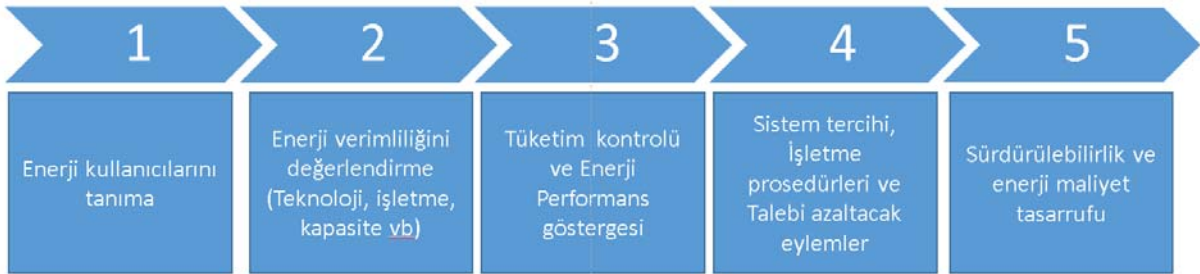 1
2
3
4
5
Enerji kullanıcılarını
tanıma
Enerji verimliliğini
değerlendirme
(Teknoloji, işletme,
kapasite vb)
Tüketim kontrolü
ve Enerji
Performans
göstergesi
Sistem tercihi,
İşletme
prosedürleri ve
Talebi azaltacak
eylemler
Sürdürülebilirlik ve
enerji maliyet
tasarrufu